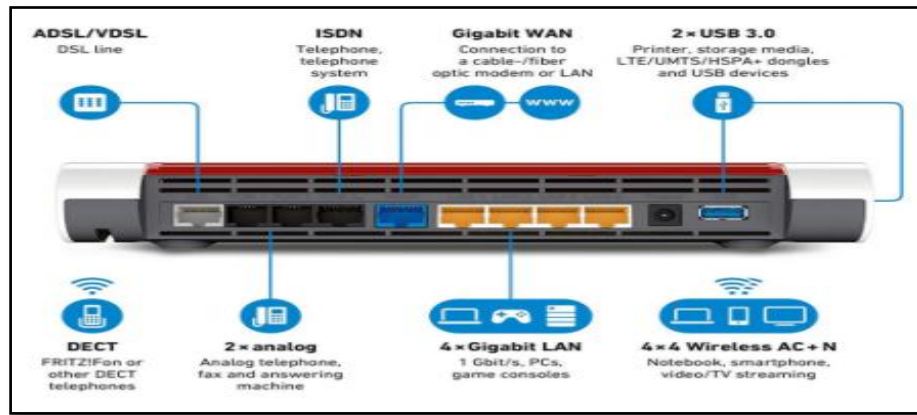 ADSL/VDSL
DSL line
ISDN
Telephone,
telephone
system
Gigabit WAN
Connection to
a cable-/fiber
optic modem or LAN
2×USB 3.0
Printer, storage media,
LTE/UMTS/HSPA+ dongles
and USB devices
www
DECT
FRITZ!Fon or
other DECT
telephones
2×analog
Analog telephone,
fax and answering
machine
4×Gigabit LAN
1 Gbit/s, PCs,
game consoles
4×4 Wireless AC+N
Notebook, smartphone,
video/TV streaming